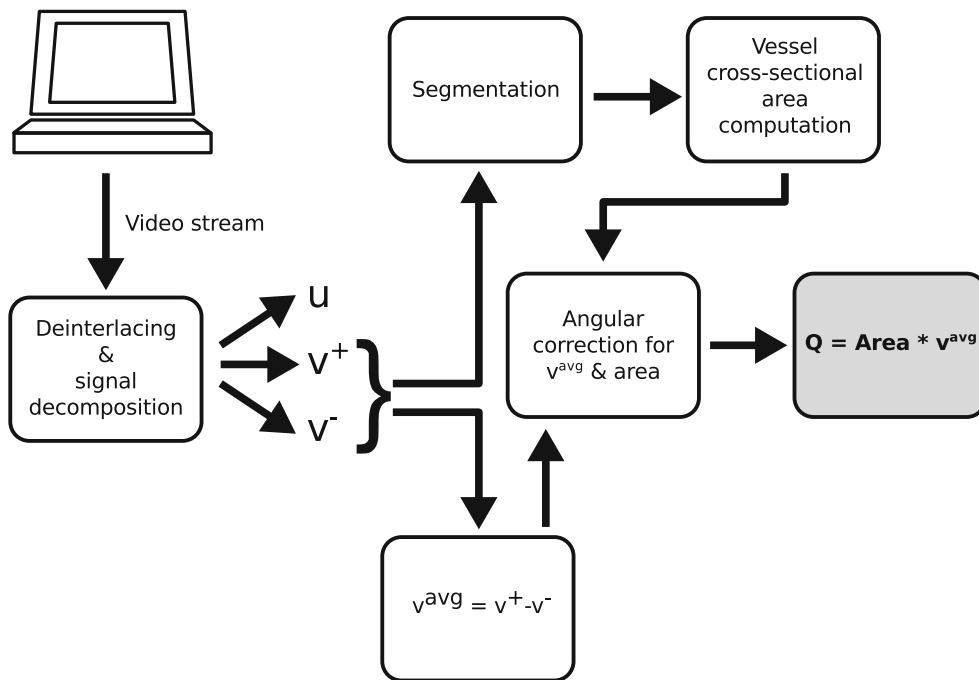 Video stream
Deinterlacing
&
signal
decomposition
u
v⁺
v⁻
}
Segmentation
Vessel
cross-sectional
area
computation
Angular
correction for
vᵃᵛᵍ & area
vᵃᵛᵍ = v⁺-v⁻
Q = Area * vᵃᵛᵍ